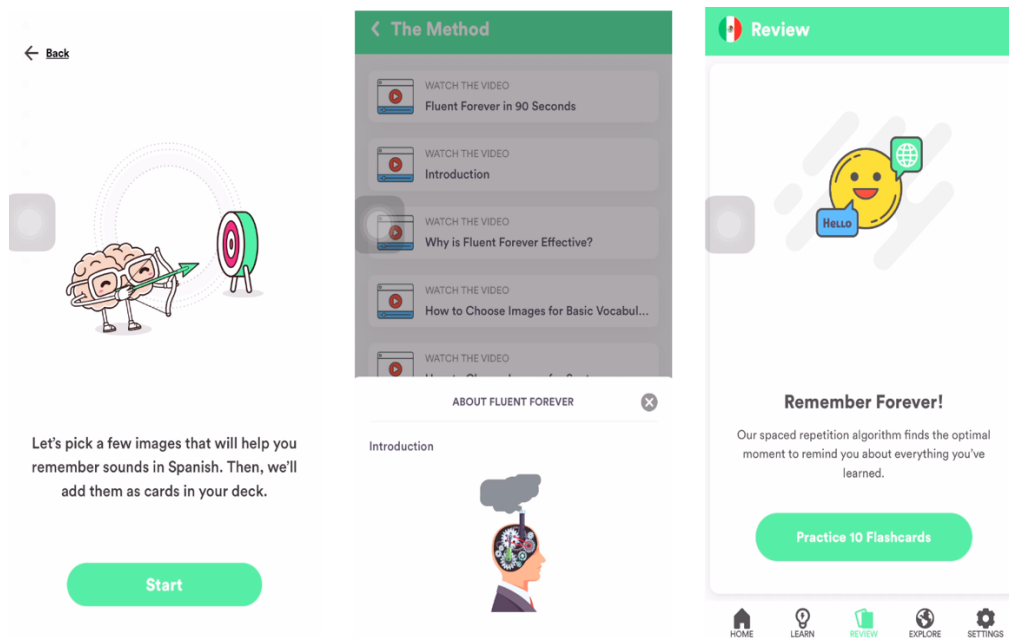 Back
Let's pick a few images that will help you
remember sounds in Spanish. Then, we'll
add them as cards in your deck.
Start
The Method
WATCH THE VIDEO
Fluent Forever in 90 Seconds
WATCH THE VIDEO
Introduction
WATCH THE VIDEO
Why is Fluent Forever Effective?
WATCH THE VIDEO
How to Choose Images for Basic Vocabul...
WATCH THE VIDEO
ABOUT FLUENT FOREVER
Introduction
Review
HELLO
Remember Forever!
Our spaced repetition algorithm finds the optimal
moment to remind you about everything you've
learned.
Practice 10 Flashcards
HOME LEARN REVIEW EXPLORE SETTINGS